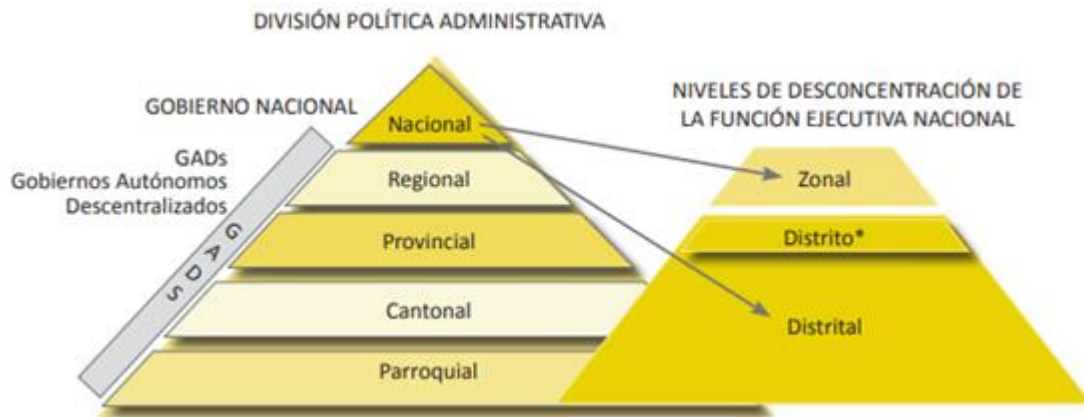 DIVISIÓN POLÍTICA ADMINISTRATIVA
GOBIERNO NACIONAL
GADs
Gobiernos Autónomos
Descentralizados
GADS
Nacional
Regional
Provincial
Cantonal
Parroquial
NIVELES DE DESCONCENTRACIÓN DE
LA FUNCIÓN EJECUTIVA NACIONAL
Zonal
Distrito*
Distrital